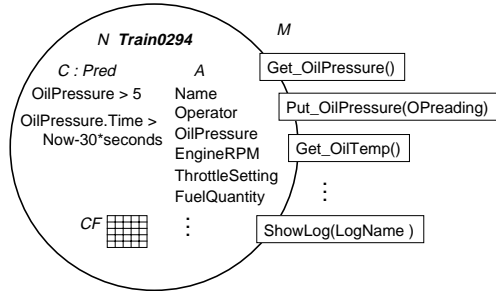 N Train0294
M
C : Pred
A
OilPressure > 5
OilPressure.Time >
Now-30*seconds
Name
Operator
OilPressure
EngineRPM
ThrottleSetting
FuelQuantity
⋮
CF
Get_OilPressure()
Put_OilPressure(OPreading)
Get_OilTemp()
⋮
ShowLog(LogName )